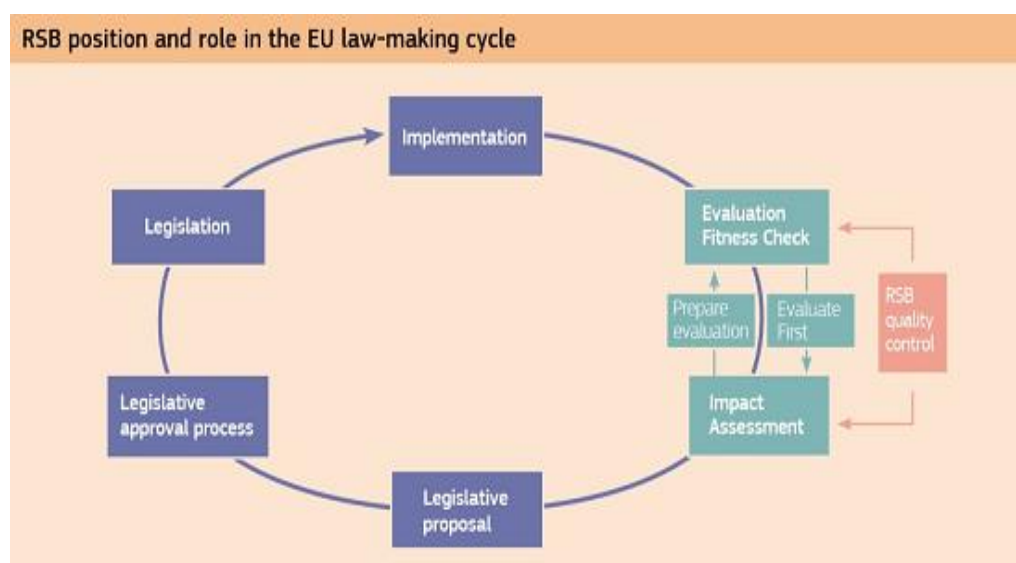 RSB position and role in the EU law-making cycle
Implementation
Legislation
Evaluation
Fitness Check
Prepare
evaluation
Evaluate
First
RSB
quality
control
Legislative
approval process
Impact
Assessment
Legislative
proposal